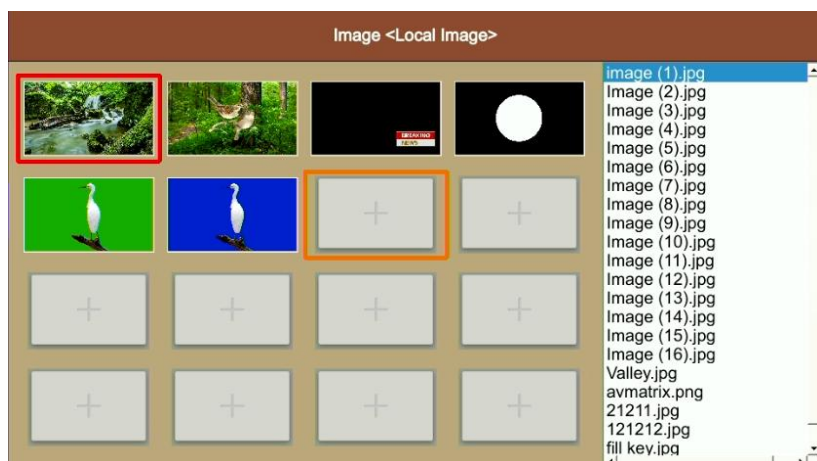 Image <Local Image>
BREAKING
NEWS
image (1).jpg
Image (2).jpg
Image (3).jpg
Image (4).jpg
Image (5).jpg
Image (6).jpg
Image (7).jpg
Image (8).jpg
Image (9).jpg
Image (10).jpg
Image (11).jpg
Image (12).jpg
Image (13).jpg
Image (14).jpg
Image (15).jpg
Image (16).jpg
Valley.jpg
avmatrix.png
21211.jpg
121212.jpg
fill key.jpg